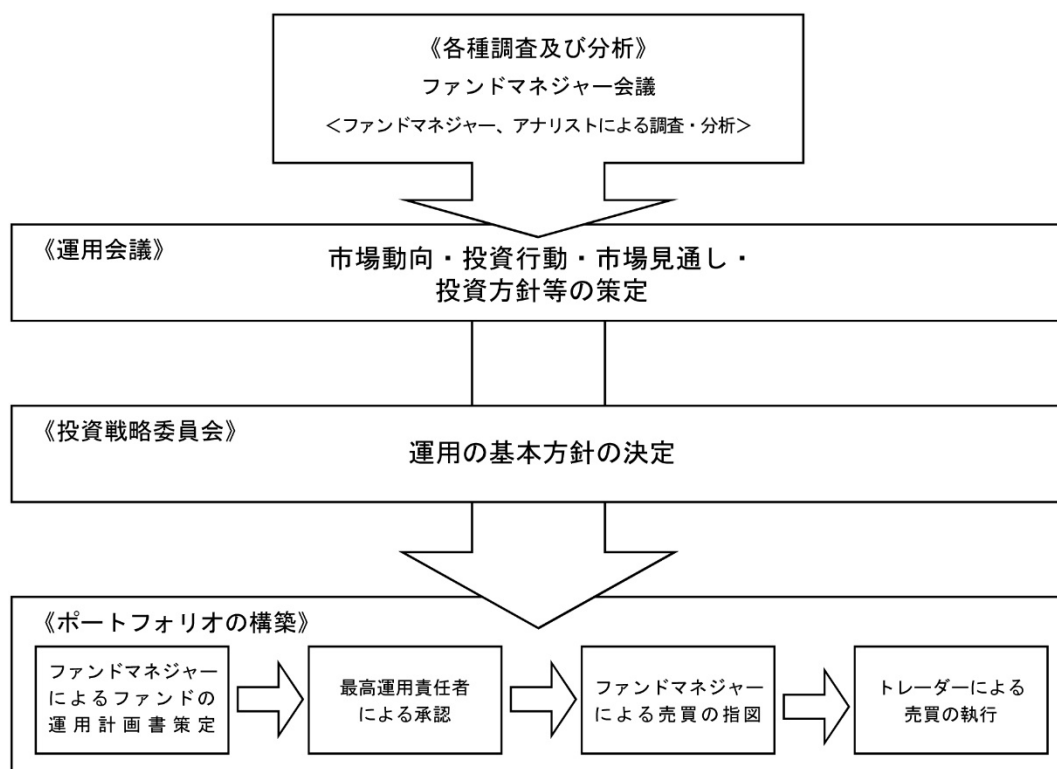 《各種調査及び分析》
ファンドマネジャー会議
＜ファンドマネジャー、アナリストによる調査・分析＞
《運用会議》
市場動向・投資行動・市場見通し・
投資方針等の策定
《投資戦略委員会》
運用の基本方針の決定
《ポートフォリオの構築》
ファンドマネジャー
によるファンドの
運用計画書策定
最高運用責任者
による承認
ファンドマネジャー
による売買の指図
トレーダーによる
売買の執行